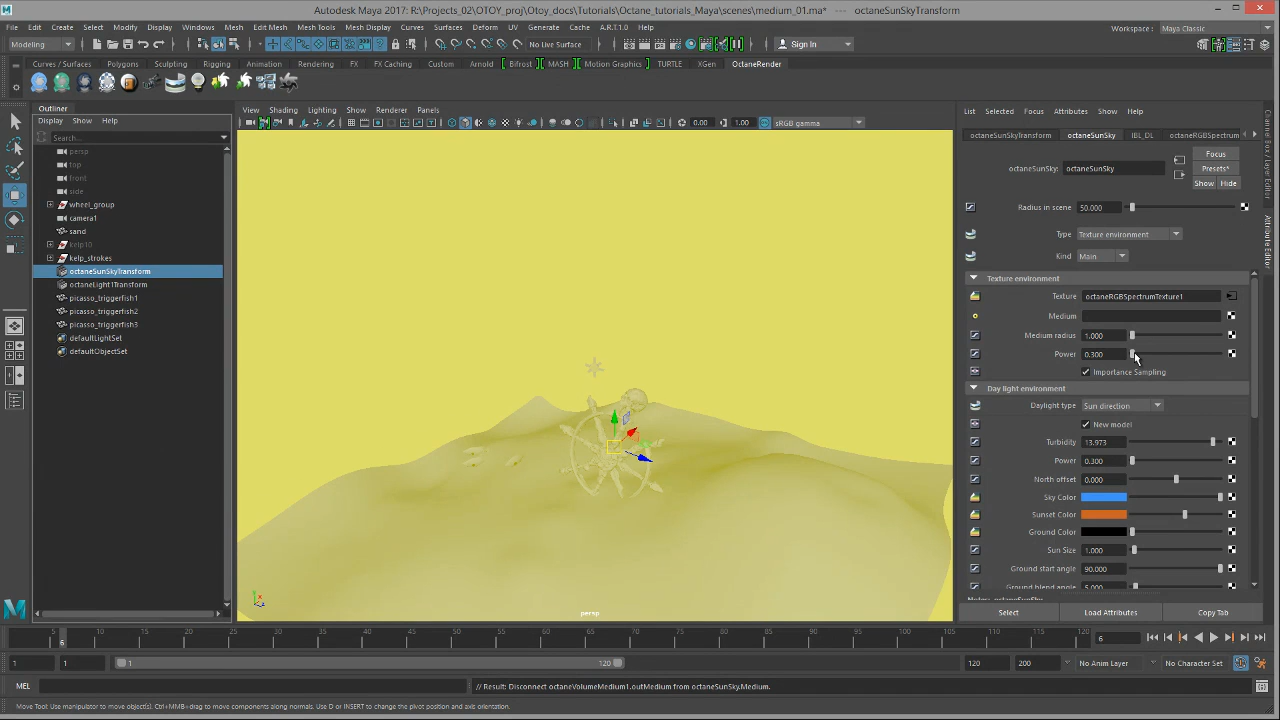 Autodesk Maya 2017: R:\Projects_02\OTOY_proj\Otoy_docs\Tutorials\Octane_tutorials_Maya\scenes\medium_01.ma* --- octaneSunSkyTransform
File Edit Create Select Modify Display Windows Mesh Edit Mesh Mesh Tools Mesh Display Curves Surfaces Deform UV Generate Cache A.R.T.1.0 Help
Workspace : Maya Classic
Modeling No Live Surface Sign In
Curves / Surfaces Polygons Sculpting Rigging Animation Rendering FX FX Caching Custom Arnold Bifrost MASH Motion Graphics TURTLE XGen OctaneRender
Outliner
Display Show Help
Search...
persp
top
front
side
wheel_group
camera1
sand
kelp10
kelp_strokes
octaneSunSkyTransform
octaneLight1Transform
picasso_triggerfish1
picasso_triggerfish2
picasso_triggerfish3
defaultLightSet
defaultObjectSet
View Shading Lighting Show Renderer Panels
0.00 1.00 sRGB gamma
persp
List Selected Focus Attributes Show Help
octaneSunSkyTransform octaneSunSky IBL_DL octaneRGBSpectrum
Focus
octaneSunSky: octaneSunSky Presets*
Show Hide
Radius in scene 50.000
Type Texture environment
Kind Main
Texture environment
Texture octaneRGBSpectrumTexture1
Medium
Medium radius 1.000
Power 0.300
Importance Sampling
Day light environment
Daylight type Sun direction
New model
Turbidity 13.973
Power 0.300
North offset 0.000
Sky Color
Sunset Color
Ground Color
Sun Size 1.000
Ground start angle 90.000
Ground blend angle 5.000
Notes: octaneSunSky
Select Load Attributes Copy Tab
Channel Box / Layer Editor
Attribute Editor
5 10 15 20 25 30 35 40 45 50 55 60 65 70 75 80 85 90 95 100 105 110 115 120
6 6
1 1 1 120 120 200 No Anim Layer No Character Set
MEL // Result: Disconnect octaneVolumeMedium1.outMedium from octaneSunSky.Medium.
Move Tool: Use manipulator to move object(s). Ctrl+MMB+drag to move components along normals. Use D or INSERT to change the pivot position and axis orientation.